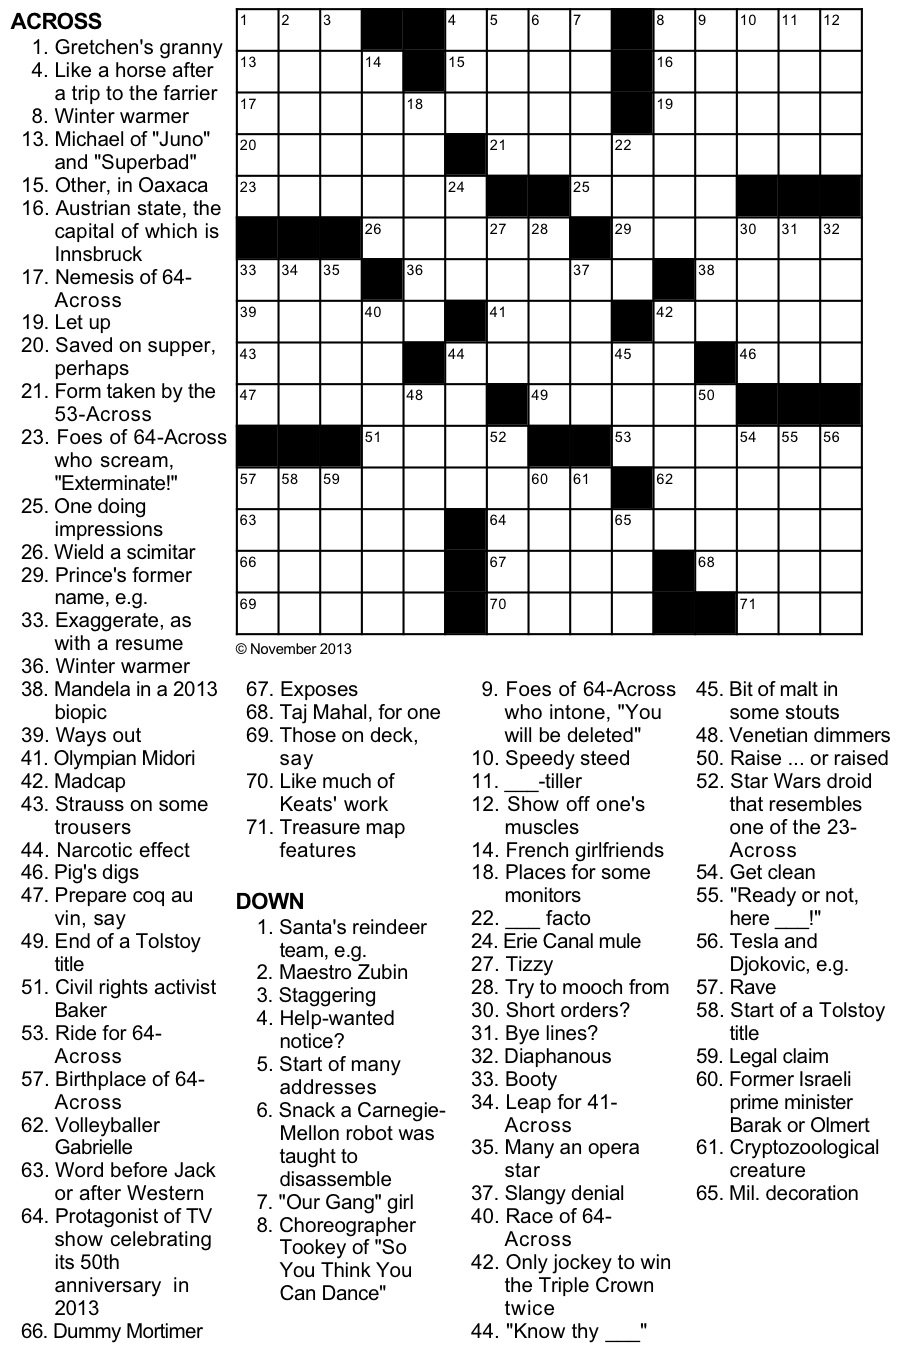 ACROSS
1. Gretchen's granny
4. Like a horse after
a trip to the farrier
8. Winter warmer
13. Michael of "Juno"
and "Superbad"
15. Other, in Oaxaca
16. Austrian state, the
capital of which is
Innsbruck
17. Nemesis of 64-
Across
19. Let up
20. Saved on supper,
perhaps
21. Form taken by the
53-Across
23. Foes of 64-Across
who scream,
"Exterminate!"
25. One doing
impressions
26. Wield a scimitar
29. Prince's former
name, e.g.
33. Exaggerate, as
with a resume
36. Winter warmer
38. Mandela in a 2013
biopic
39. Ways out
41. Olympian Midori
42. Madcap
43. Strauss on some
trousers
44. Narcotic effect
46. Pig's digs
47. Prepare coq au
vin, say
49. End of a Tolstoy
title
51. Civil rights activist
Baker
53. Ride for 64-
Across
57. Birthplace of 64-
Across
62. Volleyballer
Gabrielle
63. Word before Jack
or after Western
64. Protagonist of TV
show celebrating
its 50th
anniversary in
2013
66. Dummy Mortimer
1 2 3 4 5 6 7 8 9 10 11 12
13 14 15 16
17 18 19
20 21 22
23 24 25
26 27 28 29 30 31 32
33 34 35 36 37 38
39 40 41 42
43 44 45 46
47 48 49 50
51 52 53 54 55 56
57 58 59 60 61 62
63 64 65
66 67 68
69 70 71
© November 2013
67. Exposes
68. Taj Mahal, for one
69. Those on deck,
say
70. Like much of
Keats' work
71. Treasure map
features
DOWN
1. Santa's reindeer
team, e.g.
2. Maestro Zubin
3. Staggering
4. Help-wanted
notice?
5. Start of many
addresses
6. Snack a Carnegie-
Mellon robot was
taught to
disassemble
7. "Our Gang" girl
8. Choreographer
Tookey of "So
You Think You
Can Dance"
9. Foes of 64-Across
who intone, "You
will be deleted"
10. Speedy steed
11. ___-tiller
12. Show off one's
muscles
14. French girlfriends
18. Places for some
monitors
22. ___ facto
24. Erie Canal mule
27. Tizzy
28. Try to mooch from
30. Short orders?
31. Bye lines?
32. Diaphanous
33. Booty
34. Leap for 41-
Across
35. Many an opera
star
37. Slangy denial
40. Race of 64-
Across
42. Only jockey to win
the Triple Crown
twice
44. "Know thy ___"
45. Bit of malt in
some stouts
48. Venetian dimmers
50. Raise ... or raised
52. Star Wars droid
that resembles
one of the 23-
Across
54. Get clean
55. "Ready or not,
here ___!"
56. Tesla and
Djokovic, e.g.
57. Rave
58. Start of a Tolstoy
title
59. Legal claim
60. Former Israeli
prime minister
Barak or Olmert
61. Cryptozoological
creature
65. Mil. decoration